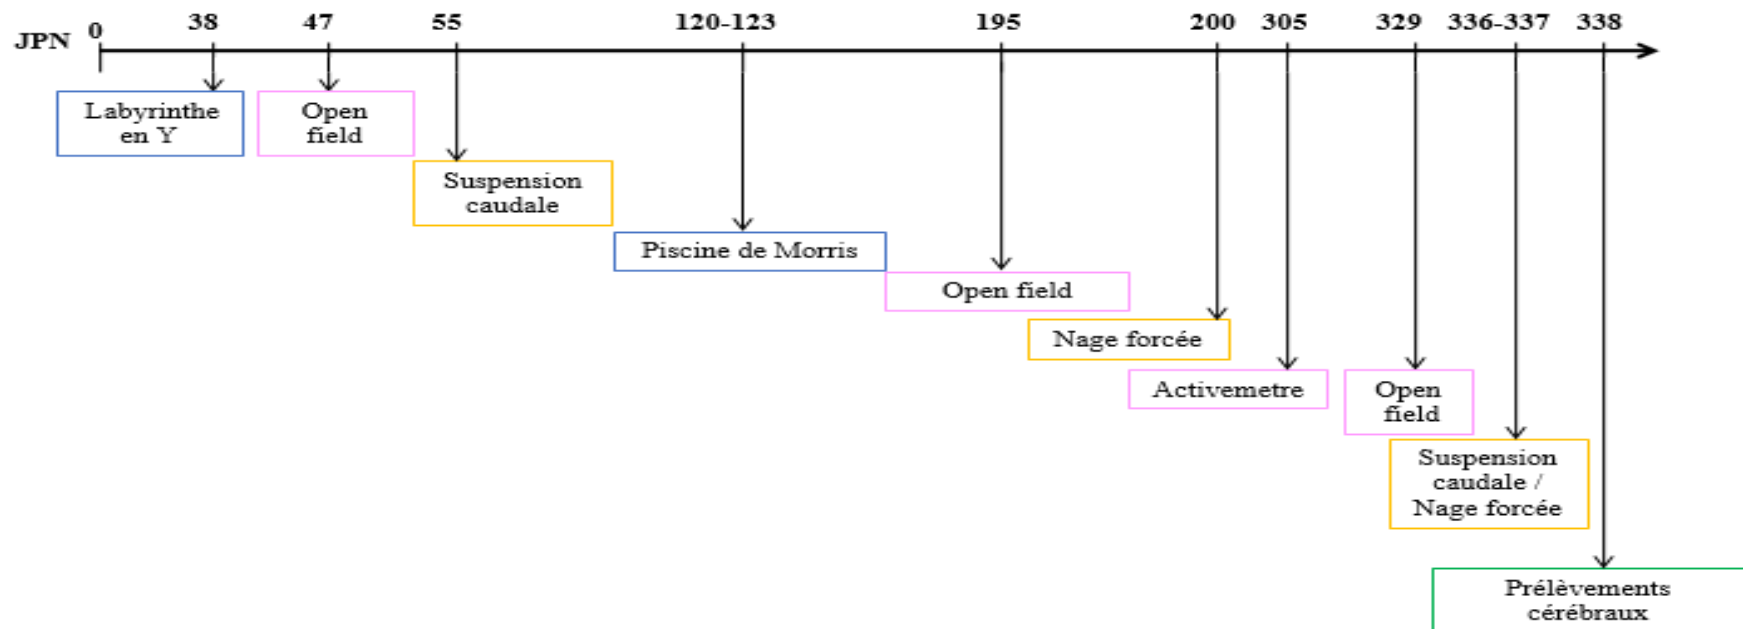 JPN 0 38 47 55 120-123 195 200 305 329 336-337 338
Labyrinthe
en Y
Open
field
Suspension
caudale
Piscine de Morris
Open field
Nage forcée
Activemetre
Open
field
Suspension
caudale /
Nage forcée
Prélèvements
cérébraux